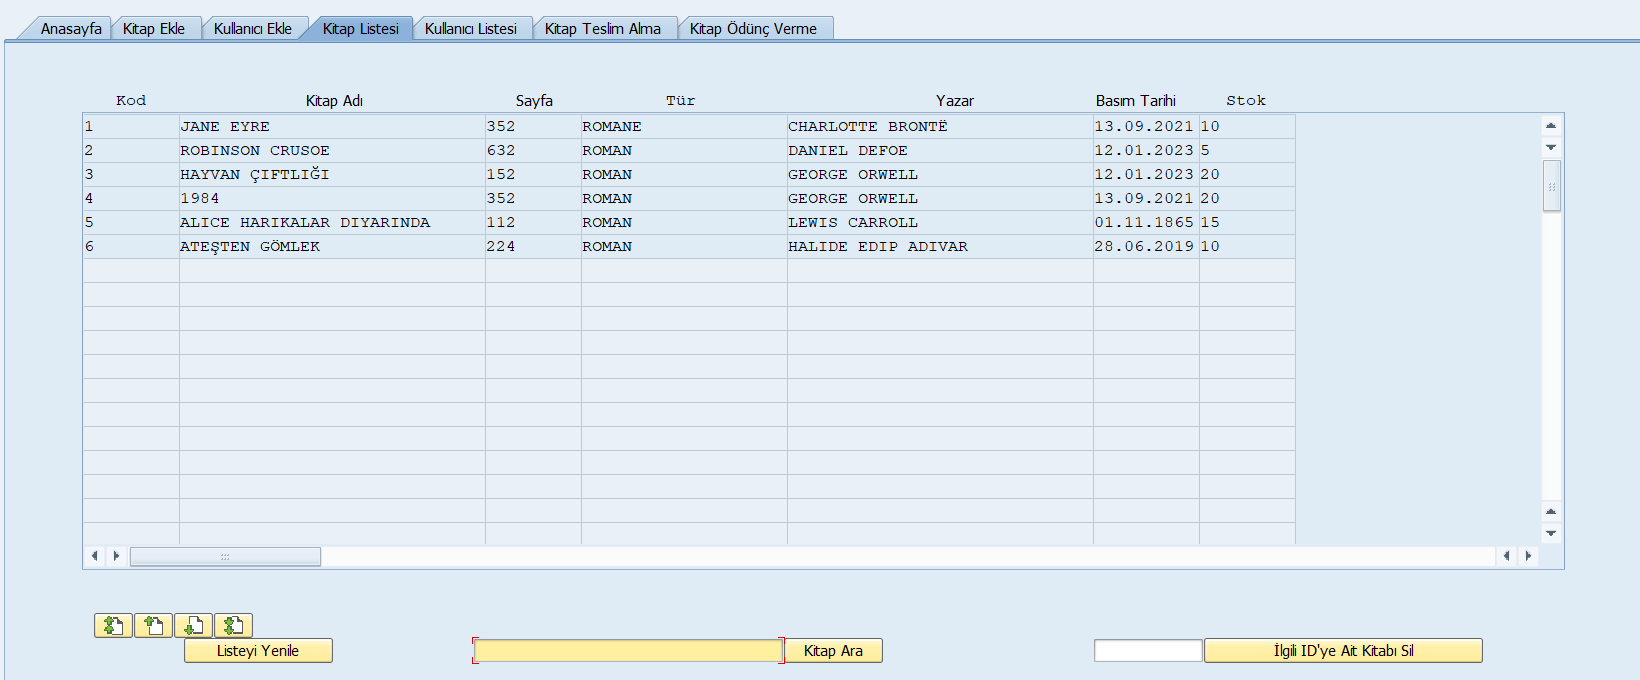 Anasayfa Kitap Ekle Kullanıcı Ekle Kitap Listesi Kullanıcı Listesi Kitap Teslim Alma Kitap Ödünç Verme
Kod Kitap Adı Sayfa Tür Yazar Basım Tarihi Stok
1 JANE EYRE 352 ROMANE CHARLOTTE BRONTË 13.09.2021 10
2 ROBINSON CRUSOE 632 ROMAN DANIEL DEFOE 12.01.2023 5
3 HAYVAN ÇIFTLIĞI 152 ROMAN GEORGE ORWELL 12.01.2023 20
4 1984 352 ROMAN GEORGE ORWELL 13.09.2021 20
5 ALICE HARIKALAR DIYARINDA 112 ROMAN LEWIS CARROLL 01.11.1865 15
6 ATEŞTEN GÖMLEK 224 ROMAN HALIDE EDIP ADIVAR 28.06.2019 10
Listeyi Yenile Kitap Ara İlgili ID'ye Ait Kitabı Sil